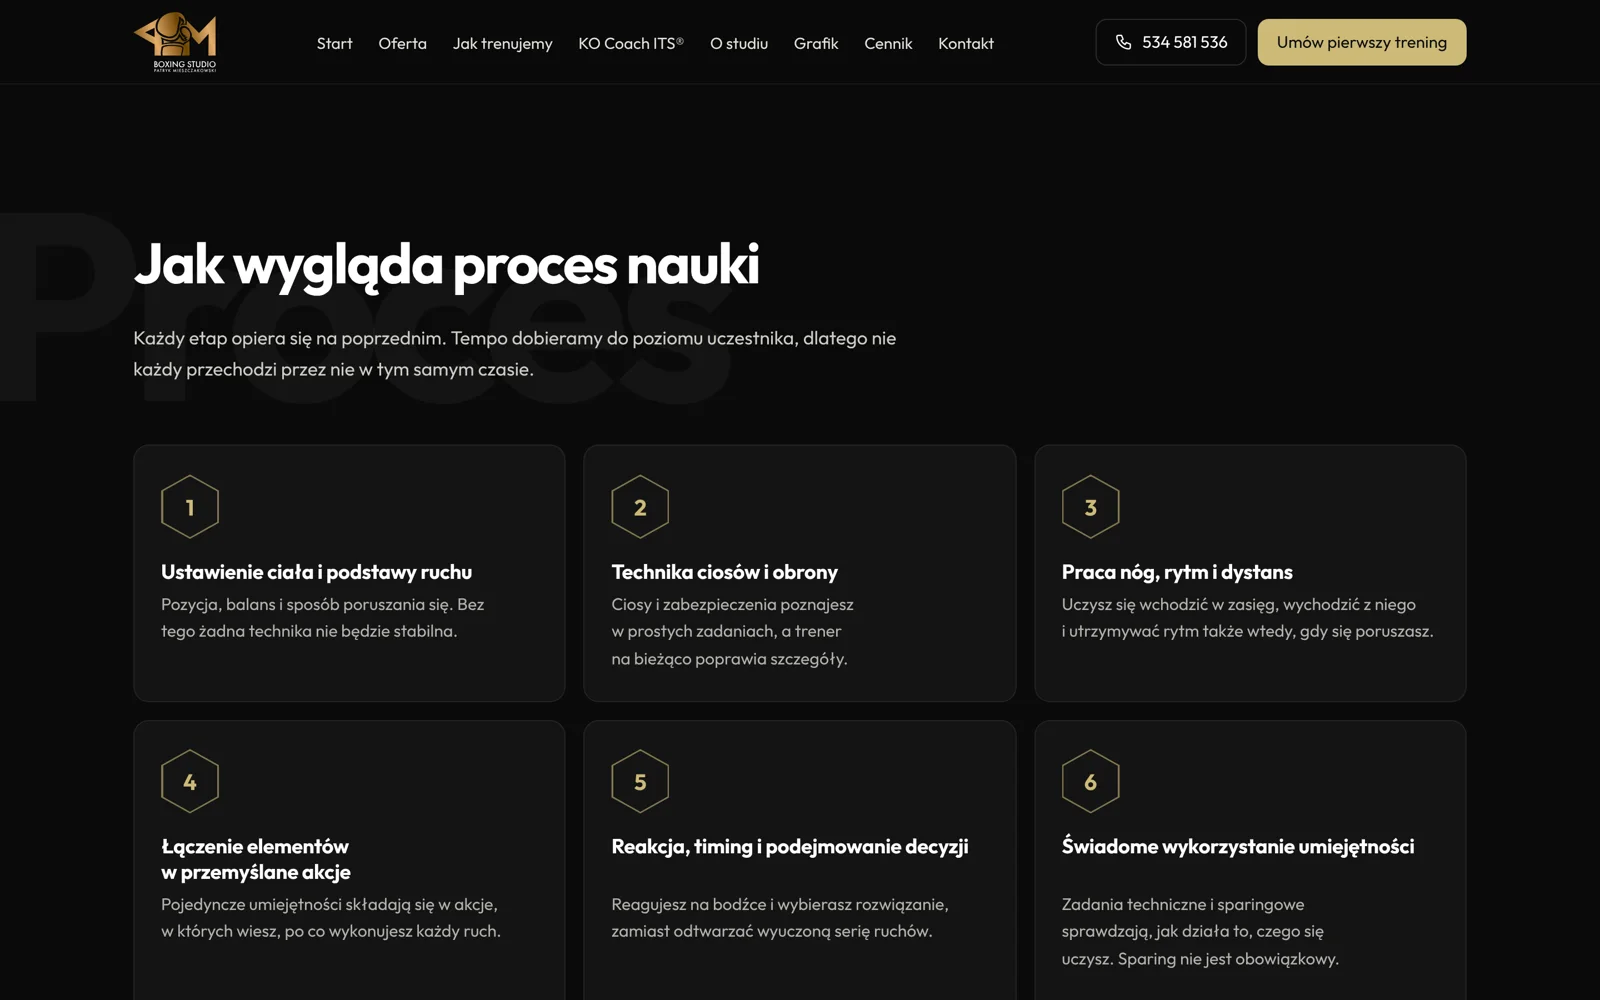 BOXING STUDIO
PATRYK MIESZCZAKOWSKI
Start
Oferta
Jak trenujemy
KO Coach ITS®
O studiu
Grafik
Cennik
Kontakt
534 581 536
Umów pierwszy trening
Proces
Jak wygląda proces nauki
Każdy etap opiera się na poprzednim. Tempo dobieramy do poziomu uczestnika, dlatego nie
każdy przechodzi przez nie w tym samym czasie.
1
Ustawienie ciała i podstawy ruchu
Pozycja, balans i sposób poruszania się. Bez
tego żadna technika nie będzie stabilna.
2
Technika ciosów i obrony
Ciosy i zabezpieczenia poznajesz
w prostych zadaniach, a trener
na bieżąco poprawia szczegóły.
3
Praca nóg, rytm i dystans
Uczysz się wchodzić w zasięg, wychodzić z niego
i utrzymywać rytm także wtedy, gdy się poruszasz.
4
Łączenie elementów
w przemyślane akcje
Pojedyncze umiejętności składają się w akcje,
w których wiesz, po co wykonujesz każdy ruch.
5
Reakcja, timing i podejmowanie decyzji
Reagujesz na bodźce i wybierasz rozwiązanie,
zamiast odtwarzać wyuczoną serię ruchów.
6
Świadome wykorzystanie umiejętności
Zadania techniczne i sparingowe
sprawdzają, jak działa to, czego się
uczysz. Sparing nie jest obowiązkowy.